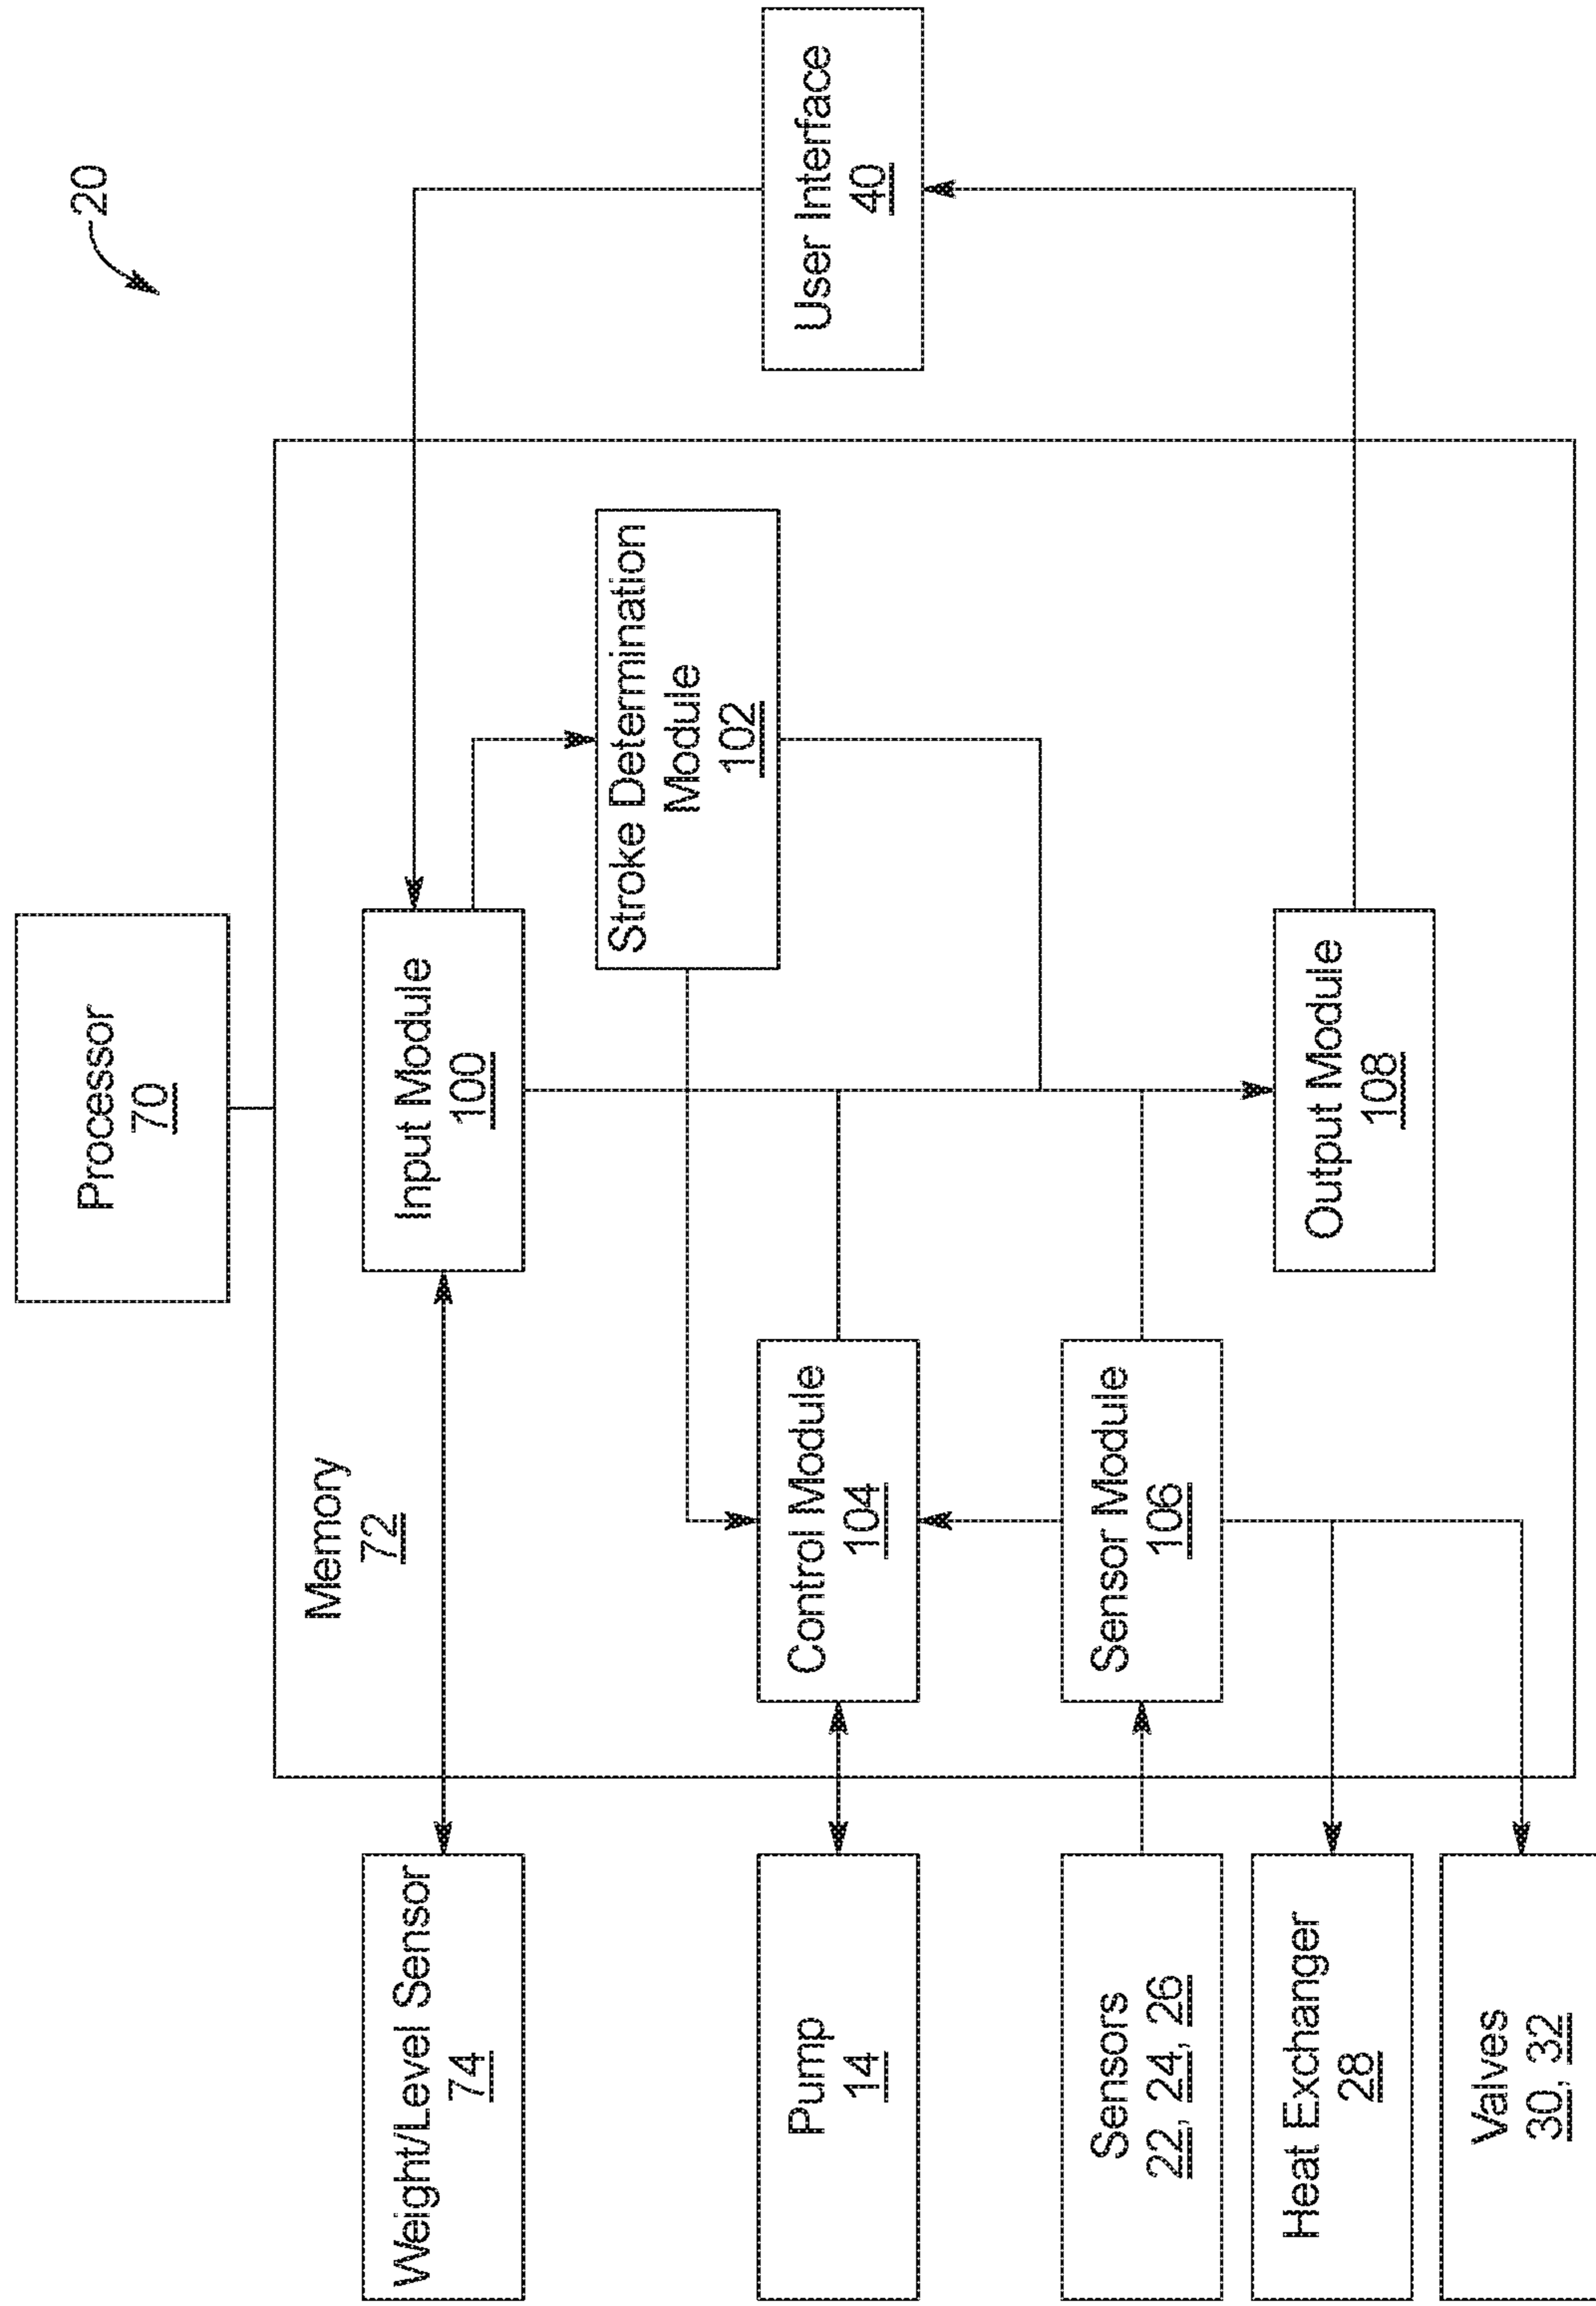 20
Processor
70
Memory
72
Weight/Level Sensor
74
Input Module
100
Stroke Determination
Module
102
User Interface
40
Pump
14
Control Module
104
Sensors
22, 24, 26
Sensor Module
106
Heat Exchanger
28
Output Module
108
Valves
30, 32